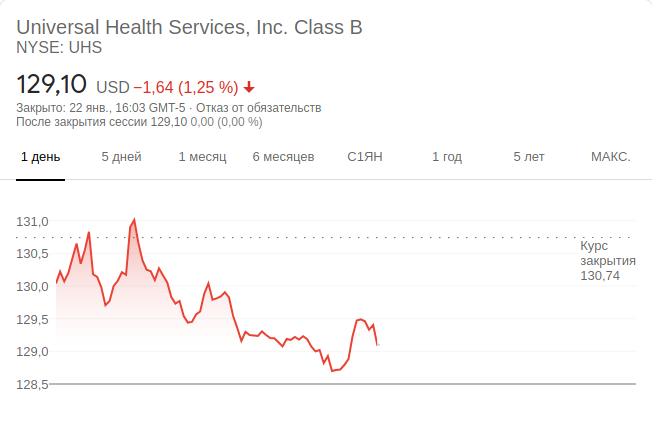 Universal Health Services, Inc. Class B
NYSE: UHS
129,10 USD −1,64 (1,25 %)
Закрыто: 22 янв., 16:03 GMT-5 · Отказ от обязательств
После закрытия сессии 129,10 0,00 (0,00 %)
1 день 5 дней 1 месяц 6 месяцев С1ЯН 1 год 5 лет МАКС.
131,0
130,5
130,0
129,5
129,0
128,5
Курс
закрытия
130,74